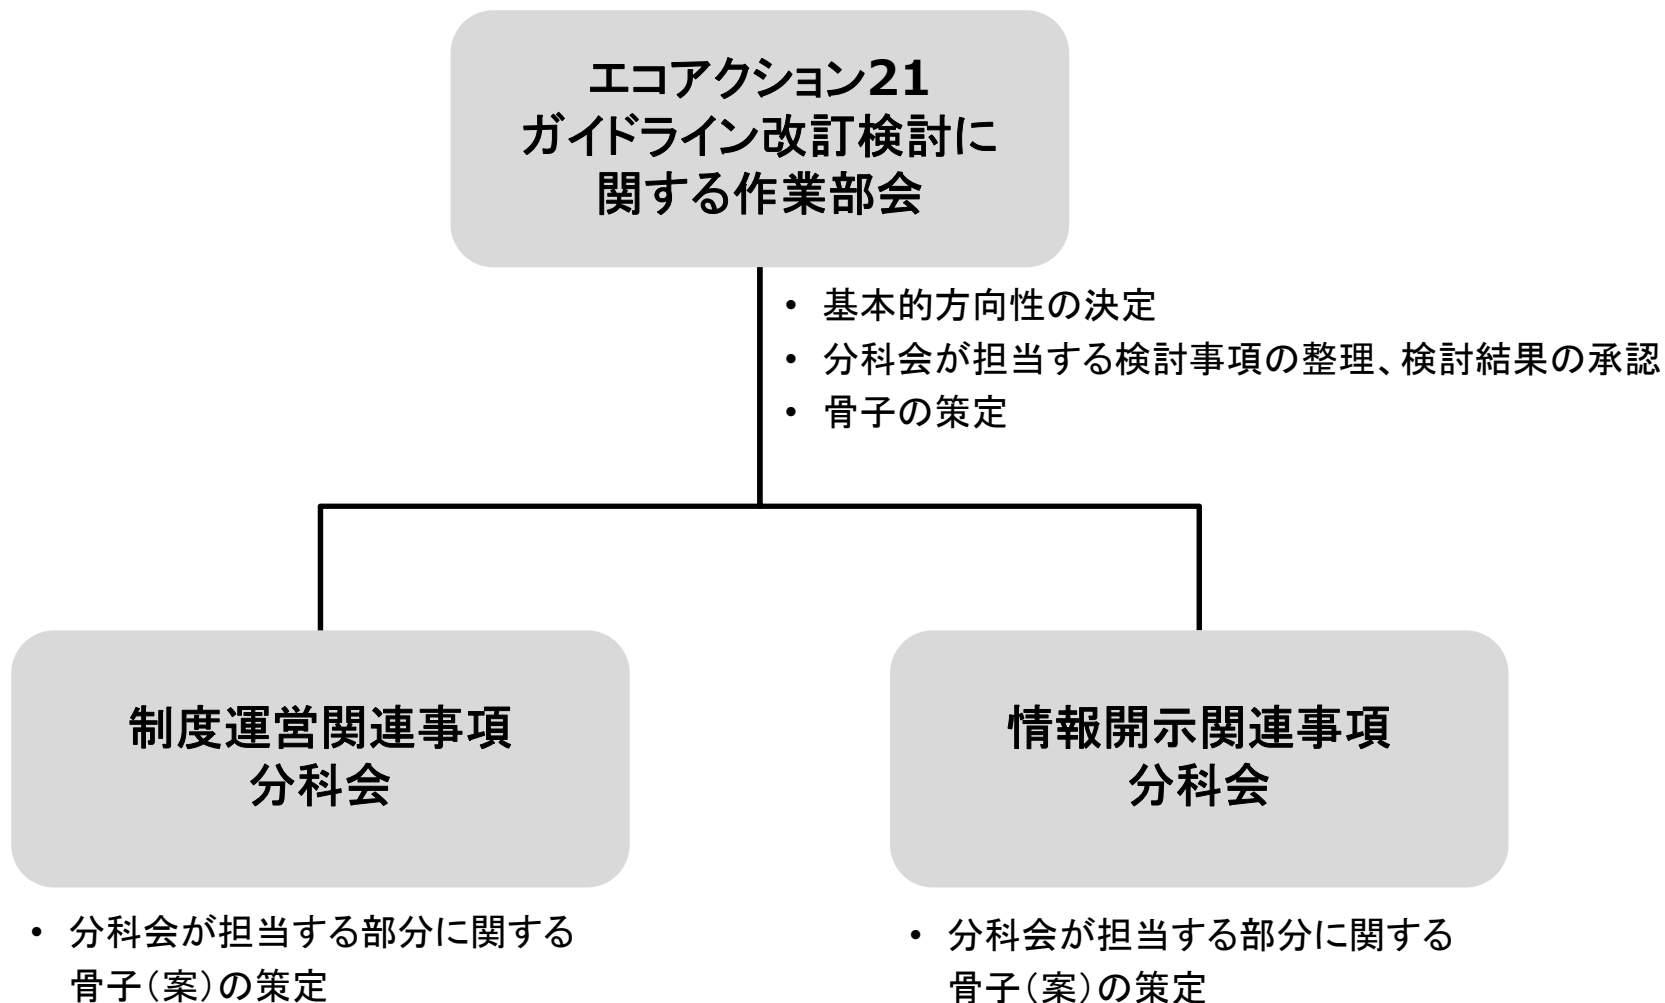 エコアクション21
ガイドライン改訂検討に
関する作業部会
• 基本的方向性の決定
• 分科会が担当する検討事項の整理、検討結果の承認
• 骨子の策定
制度運営関連事項
分科会
• 分科会が担当する部分に関する
骨子(案)の策定
情報開示関連事項
分科会
• 分科会が担当する部分に関する
骨子(案)の策定